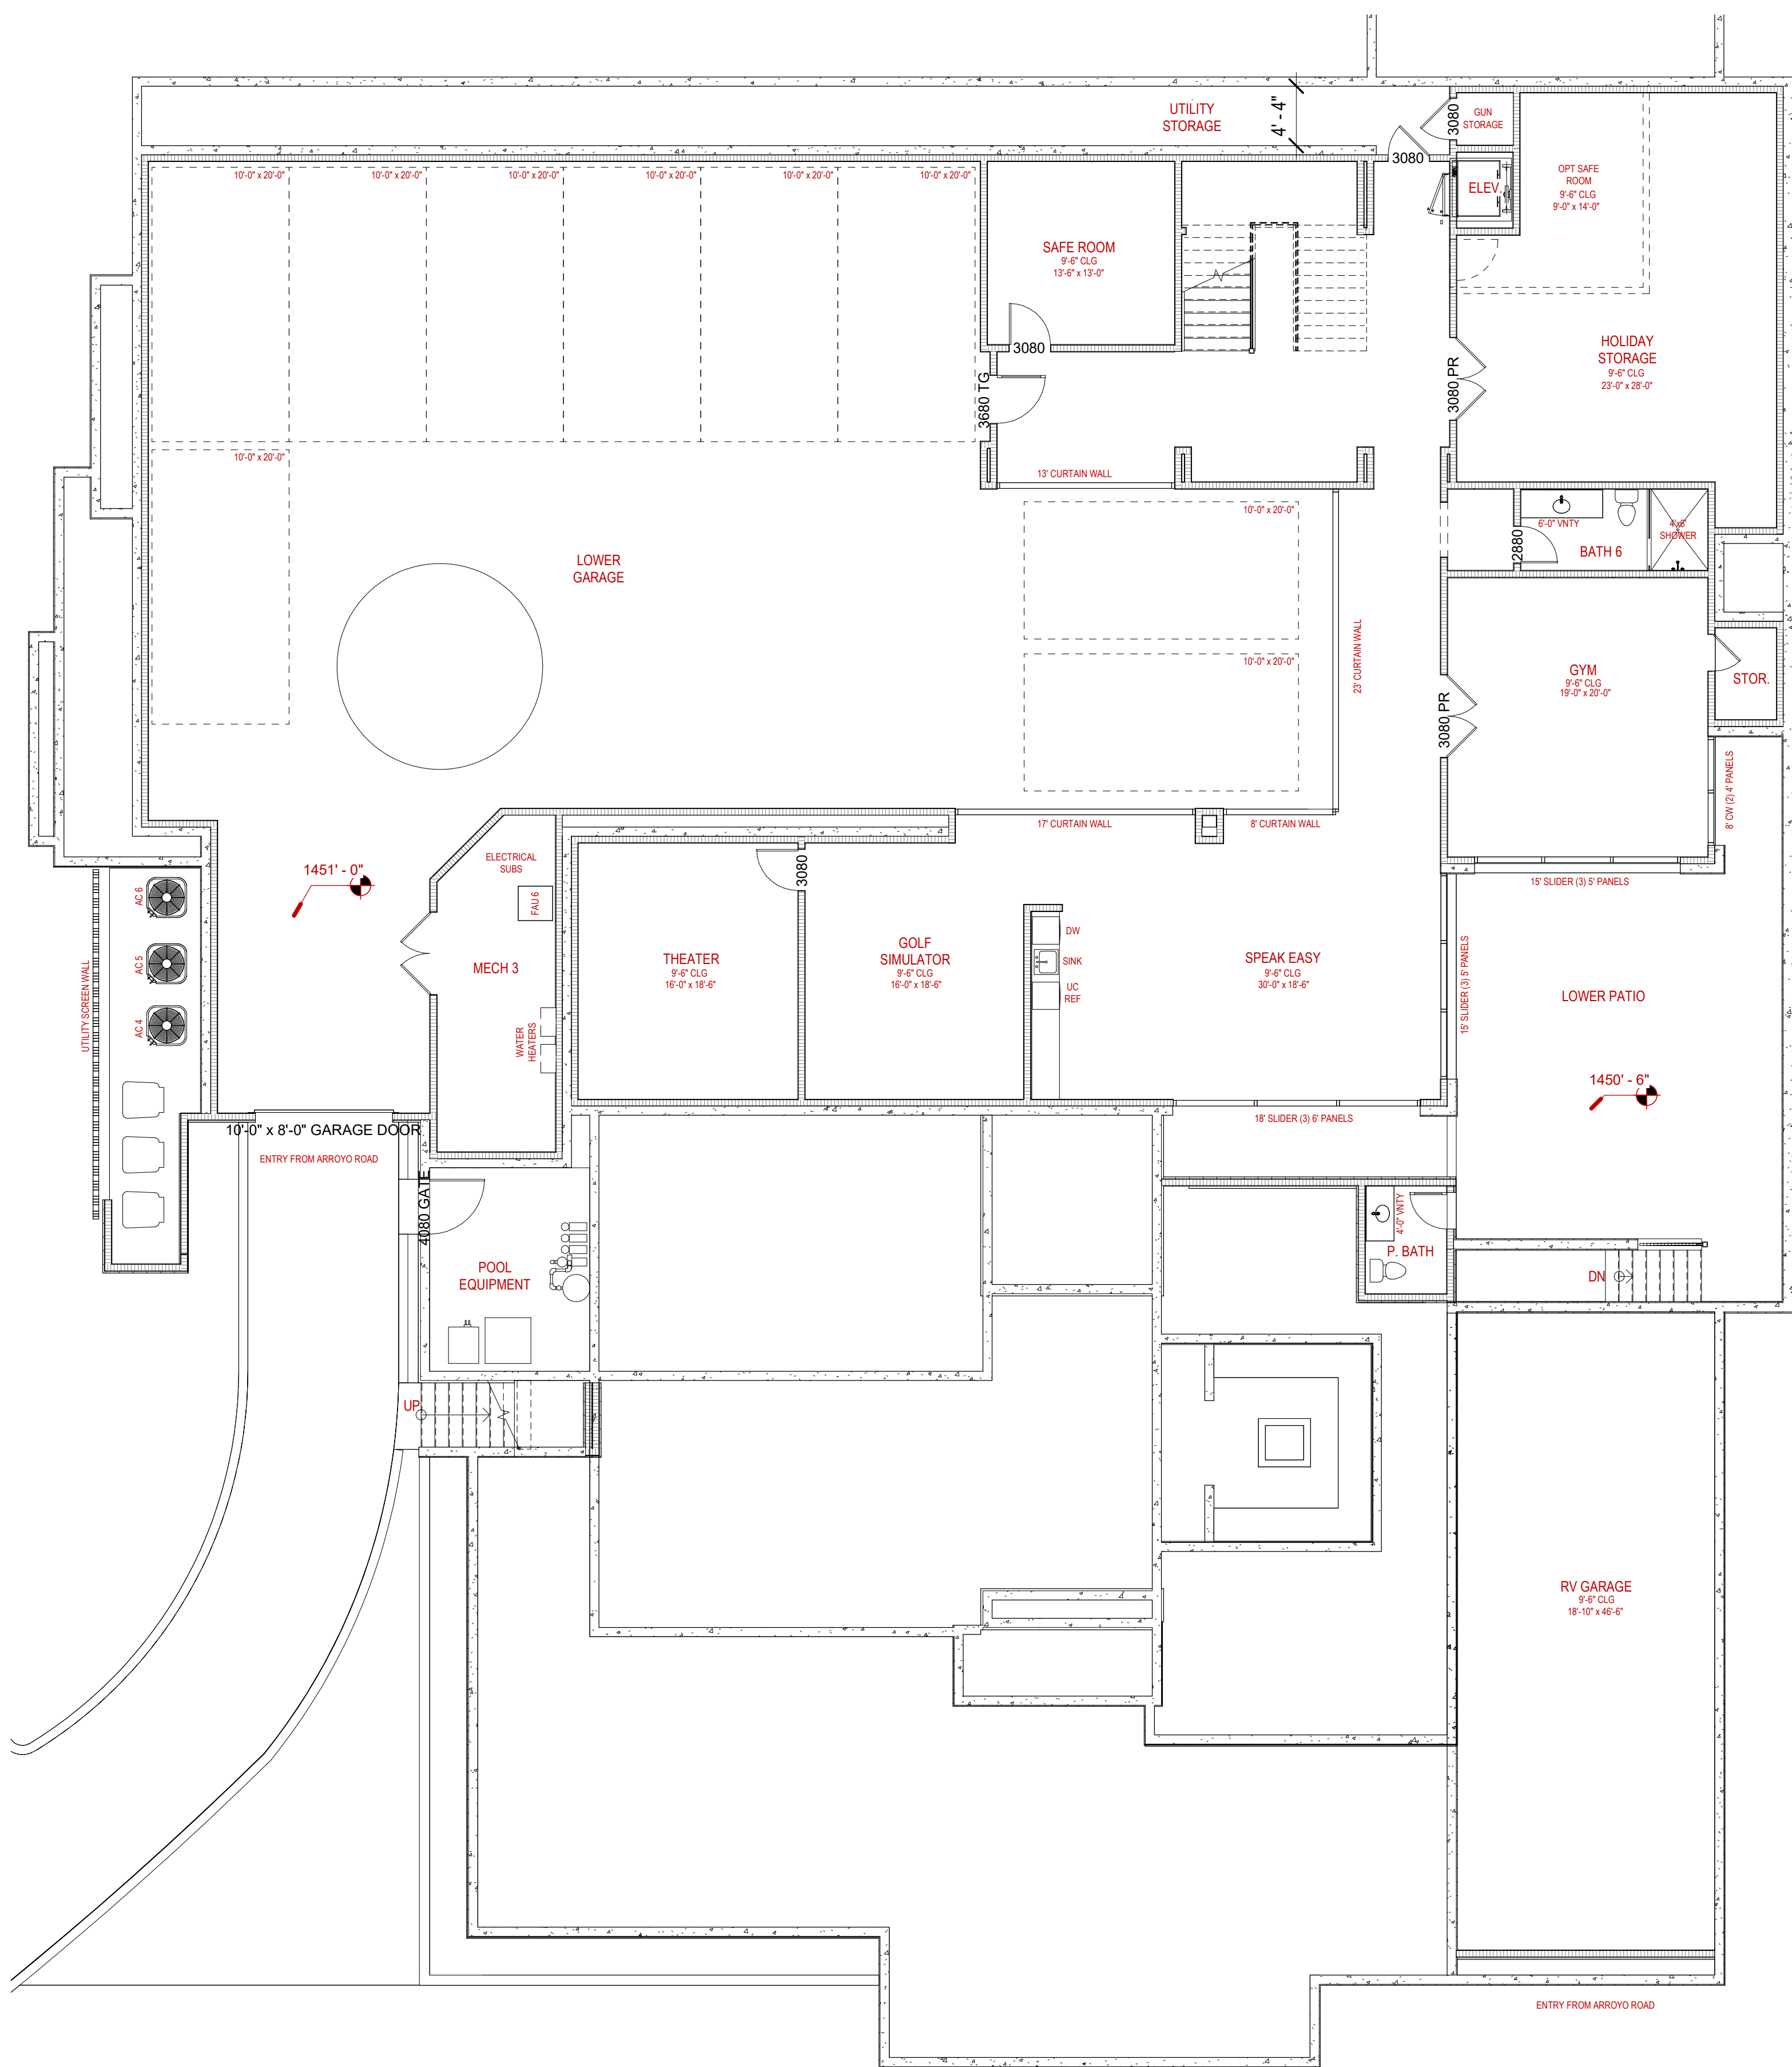 UTILITY
STORAGE
4' - 4"
3080
GUN
STORAGE
3080
10'-0" x 20'-0"
10'-0" x 20'-0"
10'-0" x 20'-0"
10'-0" x 20'-0"
10'-0" x 20'-0"
10'-0" x 20'-0"
ELEV.
OPT SAFE
ROOM
9'-6" CLG
9'-0" x 14'-0"
SAFE ROOM
9'-6" CLG
13'-6" x 13'-0"
3080
3680 TG
3080 PR
HOLIDAY
STORAGE
9'-6" CLG
23'-0" x 28'-0"
10'-0" x 20'-0"
13' CURTAIN WALL
10'-0" x 20'-0"
6'-0" VNTY
4'x6'
SHOWER
2880
BATH 6
LOWER
GARAGE
10'-0" x 20'-0"
23' CURTAIN WALL
GYM
9'-6" CLG
19'-0" x 20'-0"
STOR.
3080 PR
8' CW (2) 4' PANELS
17' CURTAIN WALL
8' CURTAIN WALL
1451' - 0"
ELECTRICAL
SUBS
FAU 6
3080
15' SLIDER (3) 5' PANELS
AC 6
AC 5
AC 4
UTILITY SCREEN WALL
MECH 3
WATER
HEATERS
THEATER
9'-6" CLG
16'-0" x 18'-6"
GOLF
SIMULATOR
9'-6" CLG
16'-0" x 18'-6"
DW
SINK
UC
REF
SPEAK EASY
9'-6" CLG
30'-0" x 18'-6"
15' SLIDER (3) 5' PANELS
LOWER PATIO
1450' - 6"
18' SLIDER (3) 6' PANELS
10'-0" x 8'-0" GARAGE DOOR
ENTRY FROM ARROYO ROAD
4080 GATE
POOL
EQUIPMENT
4'-0" VNTY
P. BATH
DN
UP
RV GARAGE
9'-6" CLG
18'-10" x 46'-6"
ENTRY FROM ARROYO ROAD